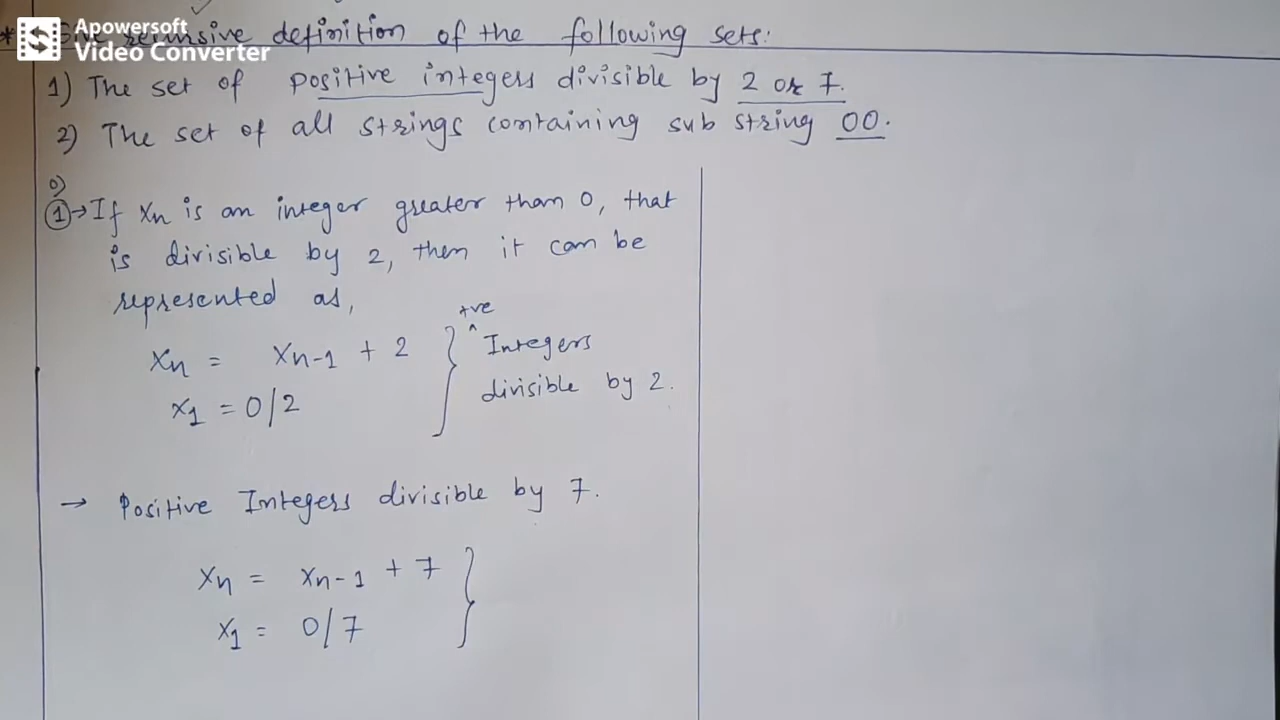 Apowersoft
Video Converter
* recursive definition of the following sets:
1) The set of positive integers divisible by 2 or 7.
2) The set of all strings containing sub string 00.
①→If xn is an integer greater than 0, that
is divisible by 2, then it can be
represented as,
xn = xn-1 + 2
x1 = 0/2
+ve
^ Integers
divisible by 2.
→ Positive Integers divisible by 7.
xn = xn-1 + 7
x1 = 0/7